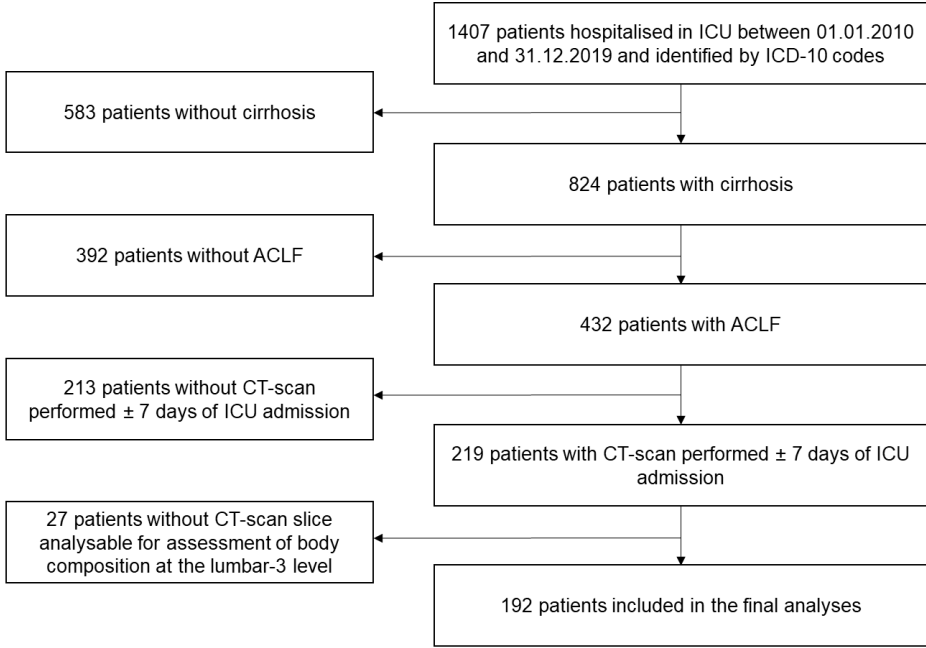 1407 patients hospitalised in ICU between 01.01.2010
and 31.12.2019 and identified by ICD-10 codes
583 patients without cirrhosis
824 patients with cirrhosis
392 patients without ACLF
432 patients with ACLF
213 patients without CT-scan
performed ± 7 days of ICU admission
219 patients with CT-scan performed ± 7 days of ICU
admission
27 patients without CT-scan slice
analysable for assessment of body
composition at the lumbar-3 level
192 patients included in the final analyses